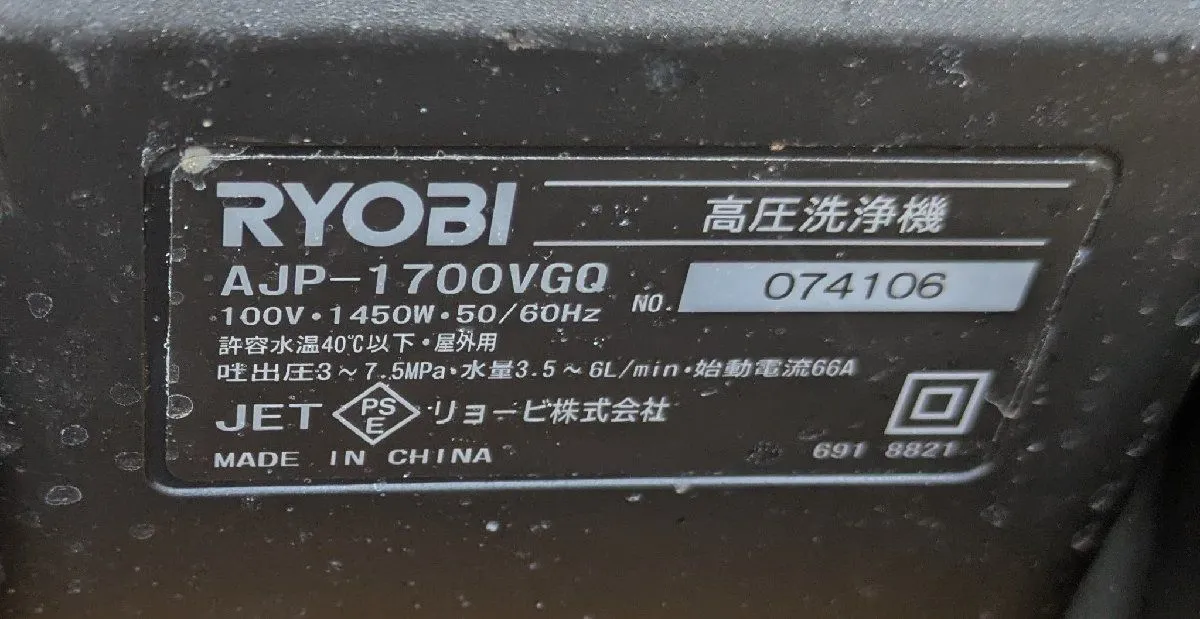 RYOBI
高圧洗浄機
AJP-1700VGQ
NO. 074106
100V・1450W・50/60Hz
許容水温40℃以下・屋外用
吐出圧3～7.5MPa・水量3.5～6L/min・始動電流66A
JET PSE リョービ株式会社
MADE IN CHINA
691 8821